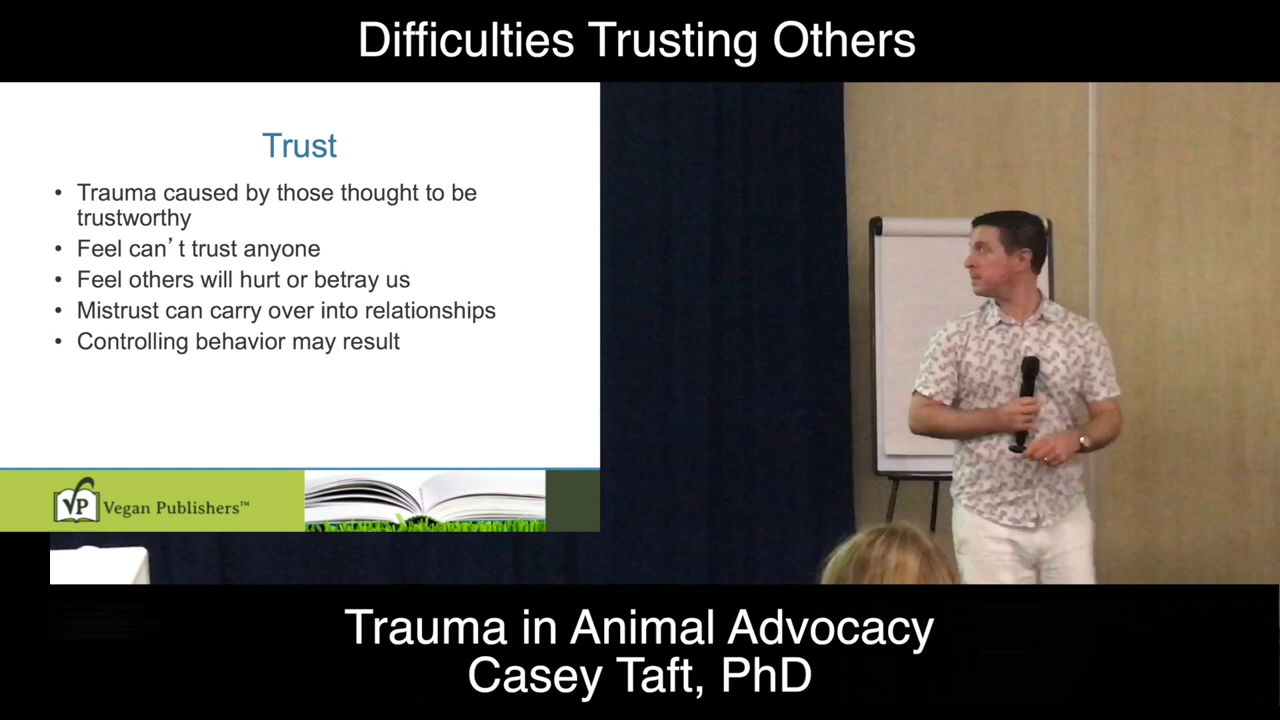 Difficulties Trusting Others
Trust
• Trauma caused by those thought to be
trustworthy
• Feel can’t trust anyone
• Feel others will hurt or betray us
• Mistrust can carry over into relationships
• Controlling behavior may result
VP Vegan Publishers™
Trauma in Animal Advocacy
Casey Taft, PhD